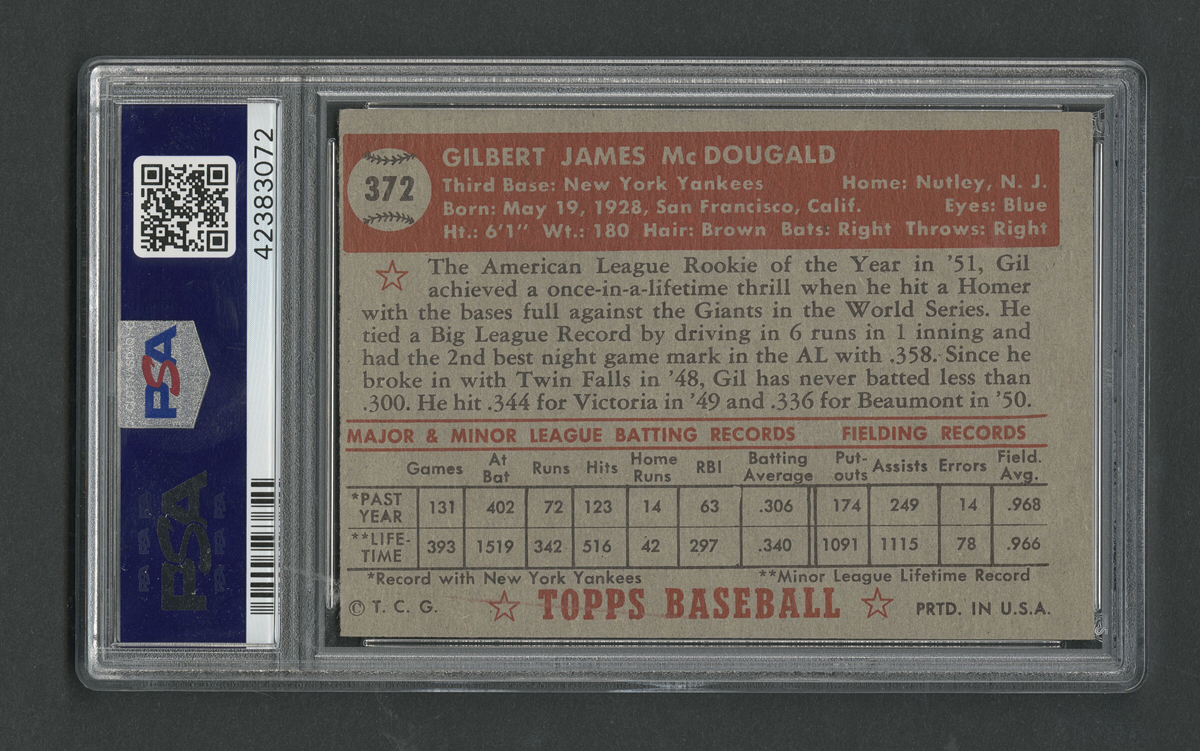 42383072
PSA
PSA
372
GILBERT JAMES McDOUGALD
Third Base: New York Yankees Home: Nutley, N. J.
Born: May 19, 1928, San Francisco, Calif. Eyes: Blue
Ht.: 6'1" Wt.: 180 Hair: Brown Bats: Right Throws: Right
The American League Rookie of the Year in '51, Gil
achieved a once-in-a-lifetime thrill when he hit a Homer
with the bases full against the Giants in the World Series. He
tied a Big League Record by driving in 6 runs in 1 inning and
had the 2nd best night game mark in the AL with .358. Since he
broke in with Twin Falls in '48, Gil has never batted less than
.300. He hit .344 for Victoria in '49 and .336 for Beaumont in '50.
MAJOR & MINOR LEAGUE BATTING RECORDS FIELDING RECORDS
Games At Bat Runs Hits Home Runs RBI Batting Average Put-outs Assists Errors Field. Avg.
*PAST YEAR 131 402 72 123 14 63 .306 174 249 14 .968
**LIFE-TIME 393 1519 342 516 42 297 .340 1091 1115 78 .966
*Record with New York Yankees **Minor League Lifetime Record
© T. C. G. TOPPS BASEBALL PRTD. IN U.S.A.